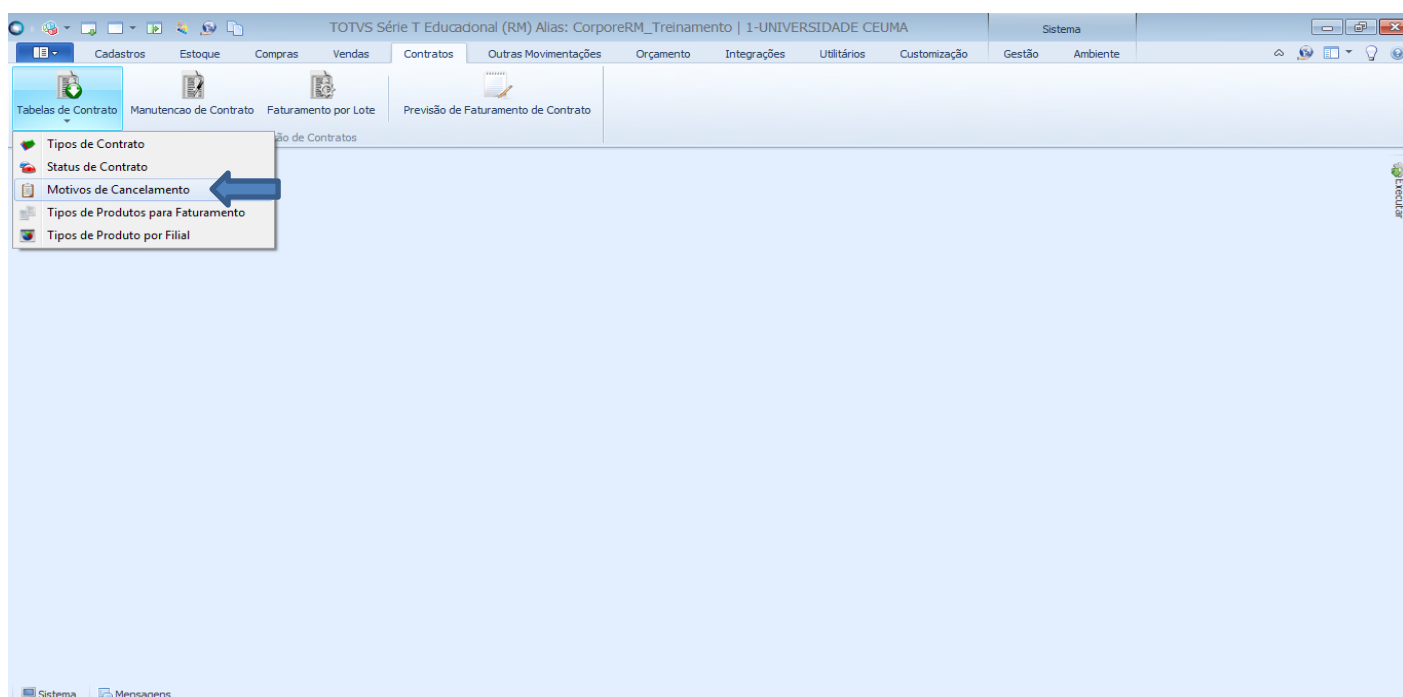 TOTVS Série T Educacional (RM) Alias: CorporeRM_Treinamento | 1-UNIVERSIDADE CEUMA
Sistema
Cadastros Estoque Compras Vendas Contratos Outras Movimentações Orçamento Integrações Utilitários Customização Gestão Ambiente
Tabelas de Contrato Manutencao de Contrato Faturamento por Lote Previsão de Faturamento de Contrato
ão de Contratos
Tipos de Contrato
Status de Contrato
Motivos de Cancelamento
Tipos de Produtos para Faturamento
Tipos de Produto por Filial
Executar
Sistema Mensagens